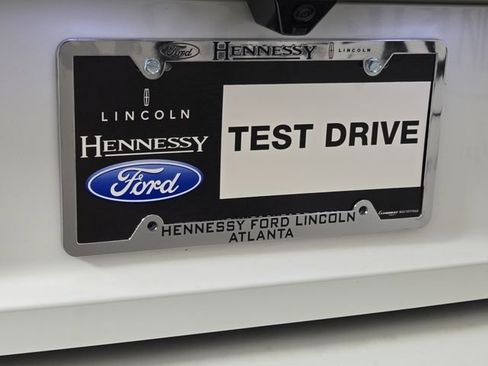 Ford HENNESSY LINCOLN
LINCOLN
HENNESSY
Ford
TEST DRIVE
HENNESSY FORD LINCOLN
ATLANTA